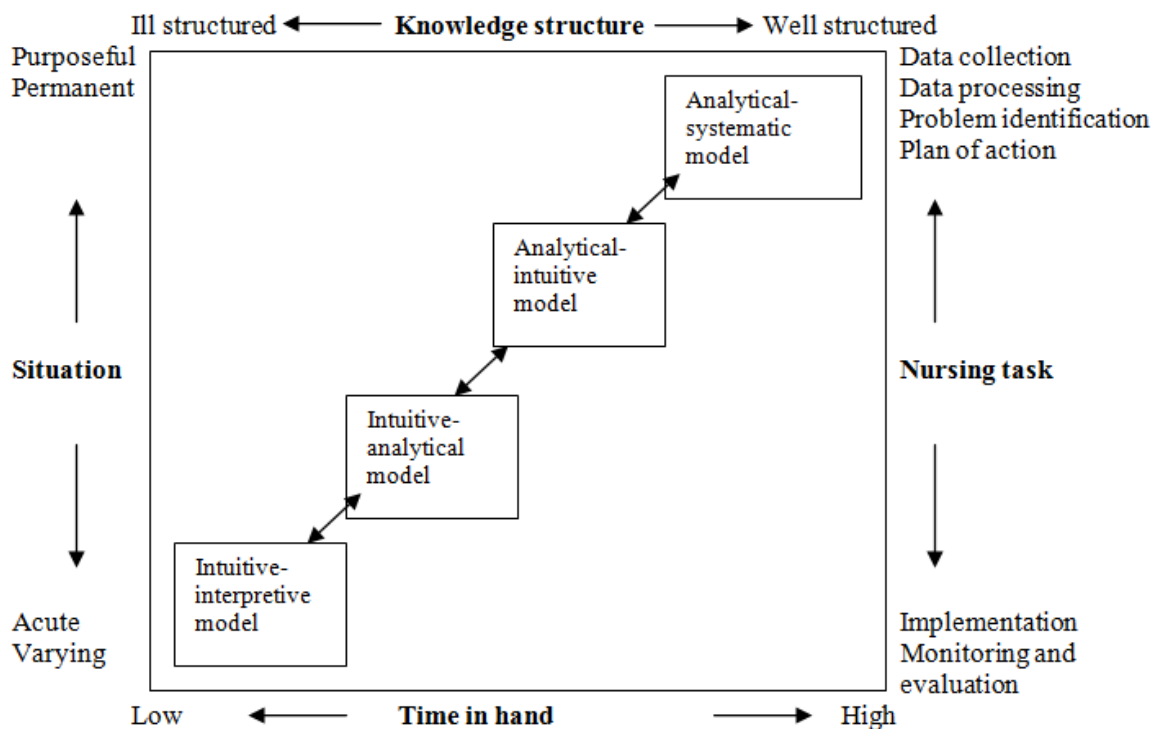 Ill structured Knowledge structure Well structured
Purposeful
Permanent
Data collection
Data processing
Problem identification
Plan of action
Analytical-
systematic
model
Analytical-
intuitive
model
Situation
Nursing task
Intuitive-
analytical
model
Intuitive-
interpretive
model
Acute
Varying
Implementation
Monitoring and
evaluation
Low Time in hand High